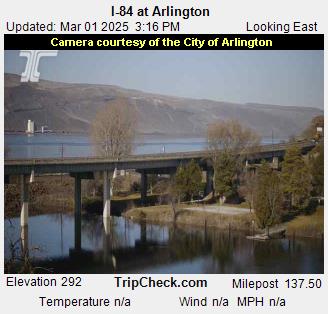 I-84 at Arlington
Updated: Mar 01 2025 3:16 PM Looking East
Camera courtesy of the City of Arlington
Elevation 292 TripCheck.com Milepost 137.50
Temperature n/a Wind n/a MPH n/a